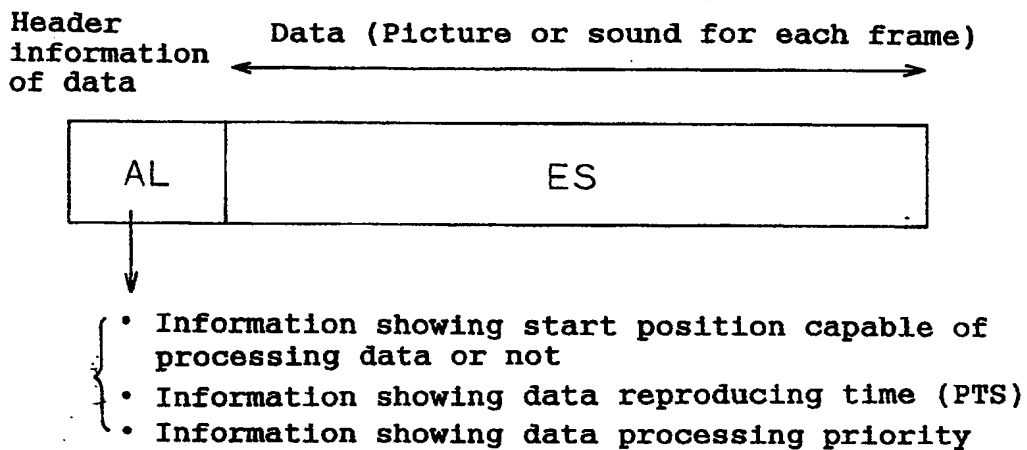 Header
information
of data
Data (Picture or sound for each frame)
AL
ES
• Information showing start position capable of
processing data or not
• Information showing data reproducing time (PTS)
• Information showing data processing priority